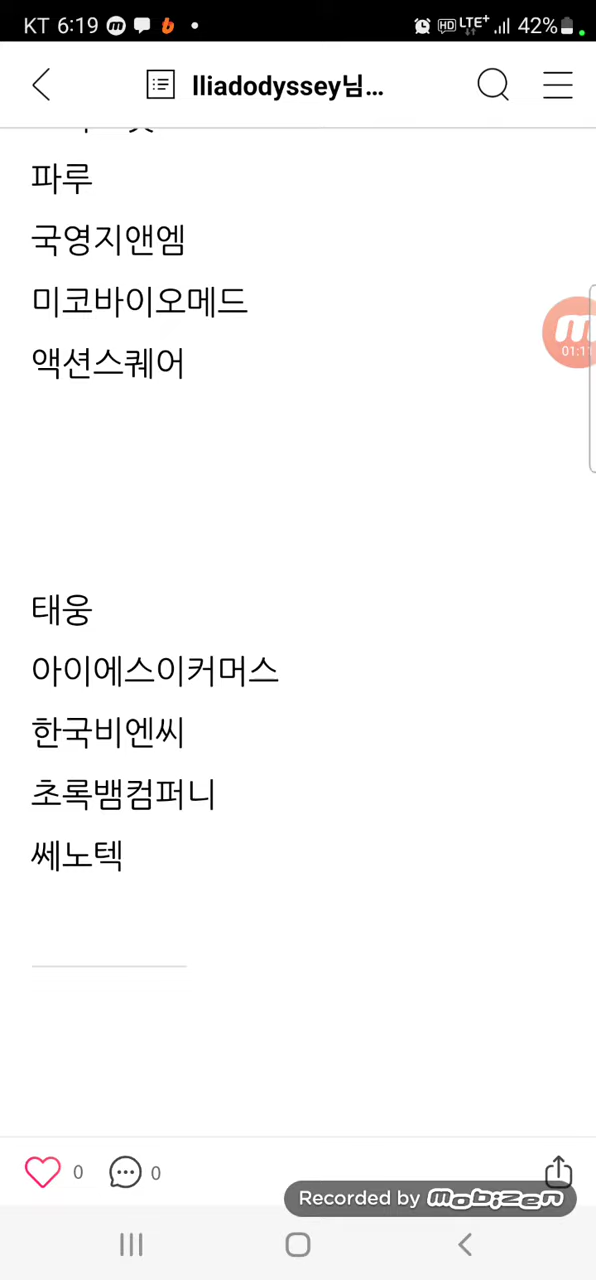 KT 6:19 m b HD LTE+ 42%
Iliadodyssey님...
파루
국영지앤엠
미코바이오메드
액션스퀘어
01:11
태웅
아이에스이커머스
한국비엔씨
초록뱀컴퍼니
쎄노텍
0 0
Recorded by mobizen